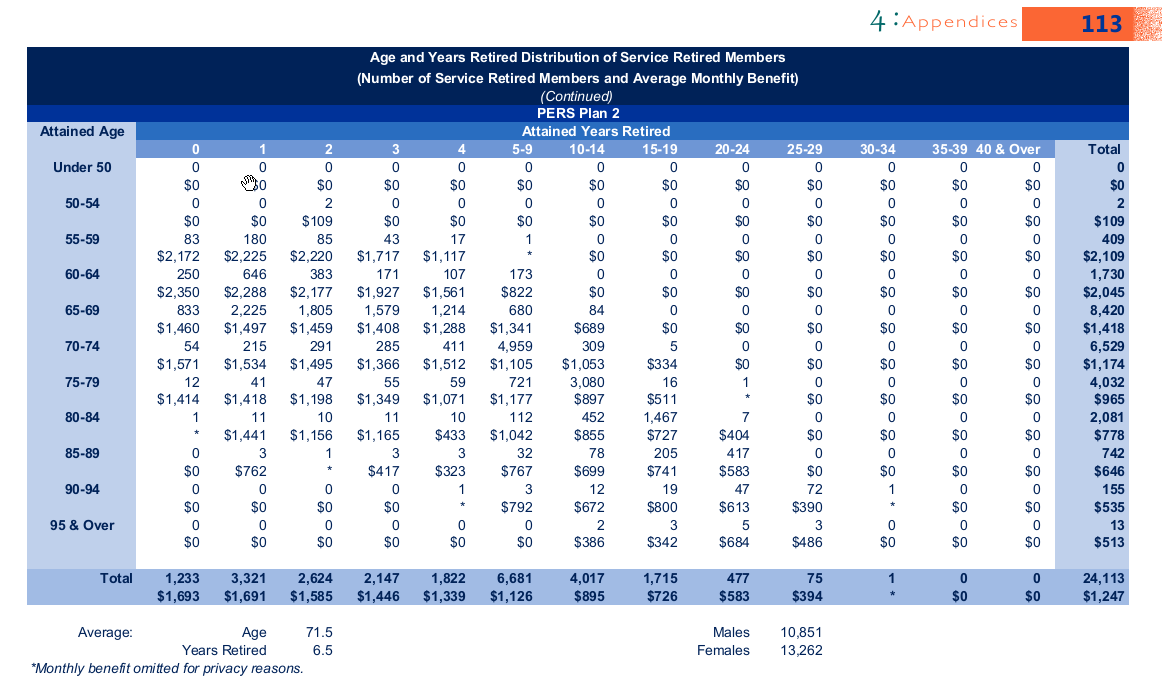 4: Appendices 113
Age and Years Retired Distribution of Service Retired Members
(Number of Service Retired Members and Average Monthly Benefit)
(Continued)
PERS Plan 2
Attained Age Attained Years Retired
0 1 2 3 4 5-9 10-14 15-19 20-24 25-29 30-34 35-39 40 & Over Total
Under 50 0 0 0 0 0 0 0 0 0 0 0 0 0 0
$0 $0 $0 $0 $0 $0 $0 $0 $0 $0 $0 $0 $0 $0
50-54 0 0 2 0 0 0 0 0 0 0 0 0 0 2
$0 $0 $109 $0 $0 $0 $0 $0 $0 $0 $0 $0 $0 $109
55-59 83 180 85 43 17 1 0 0 0 0 0 0 0 409
$2,172 $2,225 $2,220 $1,717 $1,117 * $0 $0 $0 $0 $0 $0 $0 $2,109
60-64 250 646 383 171 107 173 0 0 0 0 0 0 0 1,730
$2,350 $2,288 $2,177 $1,927 $1,561 $822 $0 $0 $0 $0 $0 $0 $0 $2,045
65-69 833 2,225 1,805 1,579 1,214 680 84 0 0 0 0 0 0 8,420
$1,460 $1,497 $1,459 $1,408 $1,288 $1,341 $689 $0 $0 $0 $0 $0 $0 $1,418
70-74 54 215 291 285 411 4,959 309 5 0 0 0 0 0 6,529
$1,571 $1,534 $1,495 $1,366 $1,512 $1,105 $1,053 $334 $0 $0 $0 $0 $0 $1,174
75-79 12 41 47 55 59 721 3,080 16 1 0 0 0 0 4,032
$1,414 $1,418 $1,198 $1,349 $1,071 $1,177 $897 $511 * $0 $0 $0 $0 $965
80-84 1 11 10 11 10 112 452 1,467 7 0 0 0 0 2,081
* $1,441 $1,156 $1,165 $433 $1,042 $855 $727 $404 $0 $0 $0 $0 $778
85-89 0 3 1 3 3 32 78 205 417 0 0 0 0 742
$0 $762 * $417 $323 $767 $699 $741 $583 $0 $0 $0 $0 $646
90-94 0 0 0 0 1 3 12 19 47 72 1 0 0 155
$0 $0 $0 $0 * $792 $672 $800 $613 $390 * $0 $0 $535
95 & Over 0 0 0 0 0 0 2 3 5 3 0 0 0 13
$0 $0 $0 $0 $0 $0 $386 $342 $684 $486 $0 $0 $0 $513
Total 1,233 3,321 2,624 2,147 1,822 6,681 4,017 1,715 477 75 1 0 0 24,113
$1,693 $1,691 $1,585 $1,446 $1,339 $1,126 $895 $726 $583 $394 * $0 $0 $1,247
Average: Age 71.5 Males 10,851
Years Retired 6.5 Females 13,262
*Monthly benefit omitted for privacy reasons.